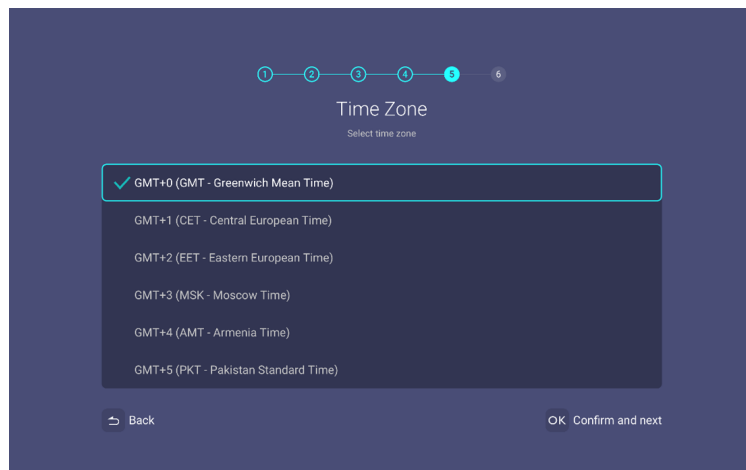 1 2 3 4 5 6
Time Zone
Select time zone
GMT+0 (GMT - Greenwich Mean Time)
GMT+1 (CET - Central European Time)
GMT+2 (EET - Eastern European Time)
GMT+3 (MSK - Moscow Time)
GMT+4 (AMT - Armenia Time)
GMT+5 (PKT - Pakistan Standard Time)
Back OK Confirm and next